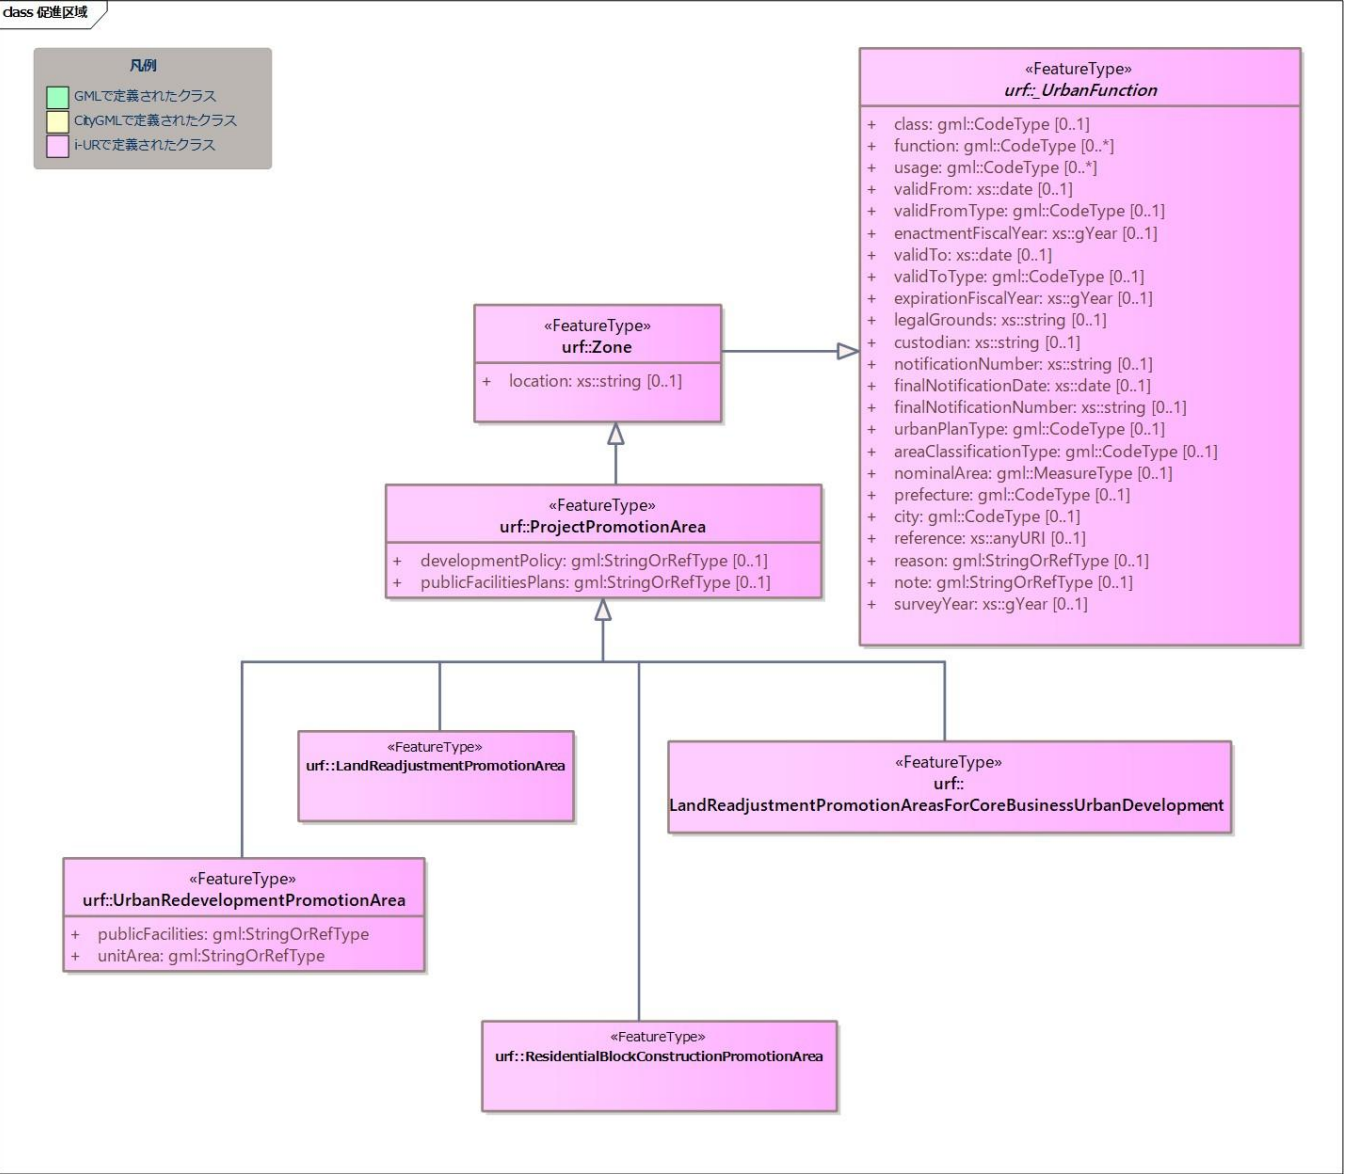 class 促進区域
凡例
GMLで定義されたクラス
CityGMLで定義されたクラス
i-URで定義されたクラス
«FeatureType»
urf::_UrbanFunction
+ class: gml::CodeType [0..1]
+ function: gml::CodeType [0..*]
+ usage: gml::CodeType [0..*]
+ validFrom: xs::date [0..1]
+ validFromType: gml::CodeType [0..1]
+ enactmentFiscalYear: xs::gYear [0..1]
+ validTo: xs::date [0..1]
+ validToType: gml::CodeType [0..1]
+ expirationFiscalYear: xs::gYear [0..1]
+ legalGrounds: xs::string [0..1]
+ custodian: xs::string [0..1]
+ notificationNumber: xs::string [0..1]
+ finalNotificationDate: xs::date [0..1]
+ finalNotificationNumber: xs::string [0..1]
+ urbanPlanType: gml::CodeType [0..1]
+ areaClassificationType: gml::CodeType [0..1]
+ nominalArea: gml::MeasureType [0..1]
+ prefecture: gml::CodeType [0..1]
+ city: gml::CodeType [0..1]
+ reference: xs::anyURI [0..1]
+ reason: gml:StringOrRefType [0..1]
+ note: gml:StringOrRefType [0..1]
+ surveyYear: xs::gYear [0..1]
«FeatureType»
urf::Zone
+ location: xs::string [0..1]
«FeatureType»
urf::ProjectPromotionArea
+ developmentPolicy: gml:StringOrRefType [0..1]
+ publicFacilitiesPlans: gml:StringOrRefType [0..1]
«FeatureType»
urf::LandReadjustmentPromotionArea
«FeatureType»
urf::
LandReadjustmentPromotionAreasForCoreBusinessUrbanDevelopment
«FeatureType»
urf::UrbanRedevelopmentPromotionArea
+ publicFacilities: gml:StringOrRefType
+ unitArea: gml:StringOrRefType
«FeatureType»
urf::ResidentialBlockConstructionPromotionArea